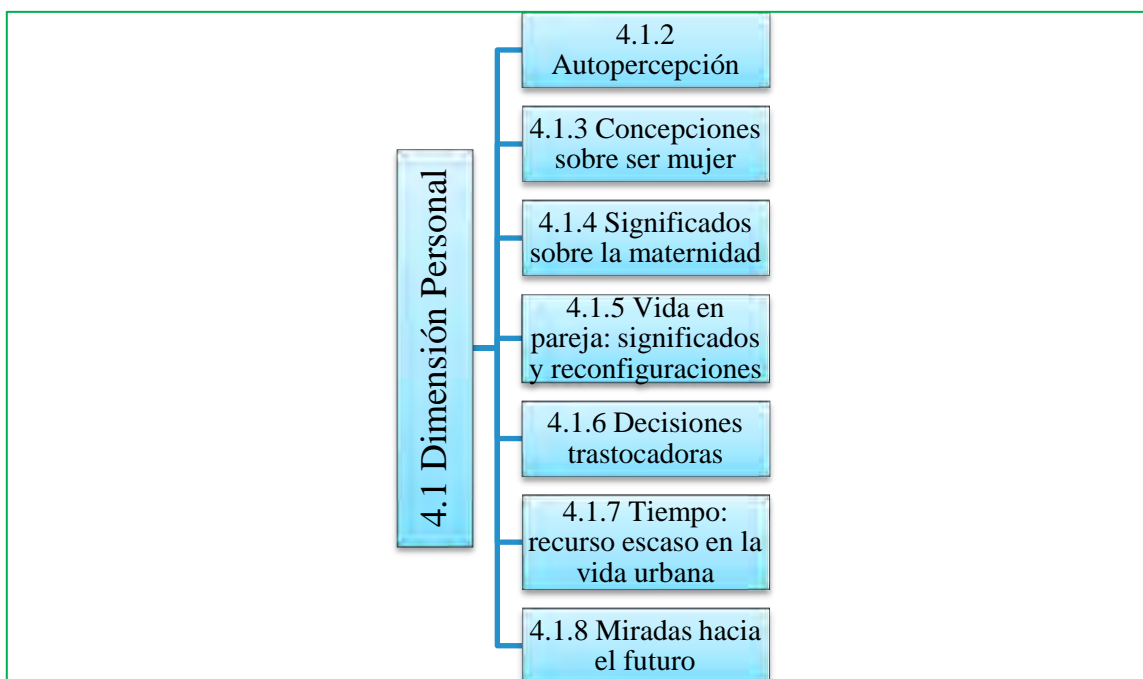 4.1 Dimensión Personal
4.1.2
Autopercepción
4.1.3 Concepciones
sobre ser mujer
4.1.4 Significados
sobre la maternidad
4.1.5 Vida en
pareja: significados
y reconfiguraciones
4.1.6 Decisiones
trastocadoras
4.1.7 Tiempo:
recurso escaso en la
vida urbana
4.1.8 Miradas hacia
el futuro